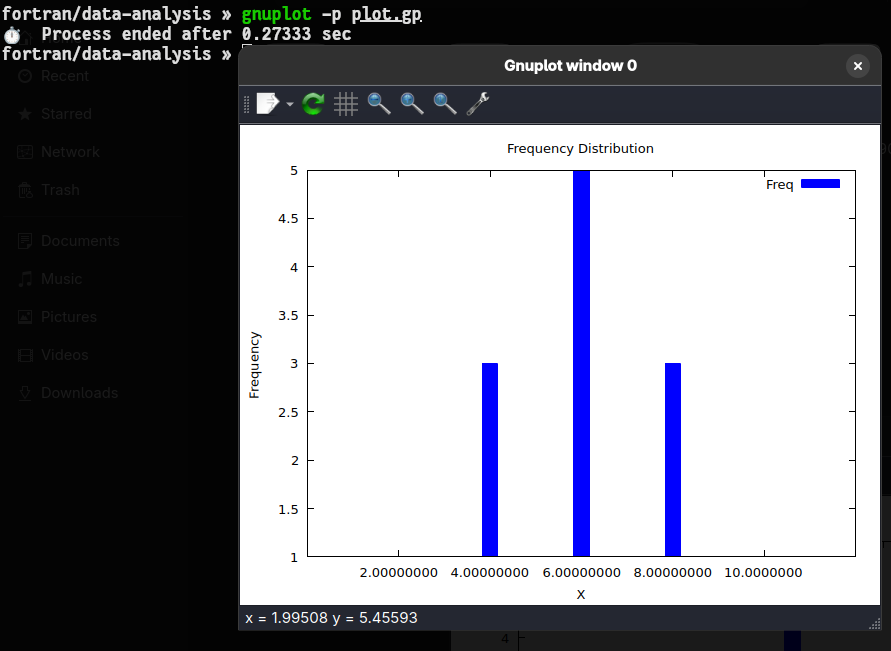 fortran/data-analysis » gnuplot -p plot.gp
⏱ Process ended after 0.27333 sec
fortran/data-analysis »
Recent
Starred
Network
Trash
Documents
Music
Pictures
Videos
Downloads
Gnuplot window 0
Frequency Distribution
Freq
5
4.5
4
3.5
3
2.5
2
1.5
1
Frequency
2.00000000 4.00000000 6.00000000 8.00000000 10.0000000
X
x = 1.99508 y = 5.45593
4